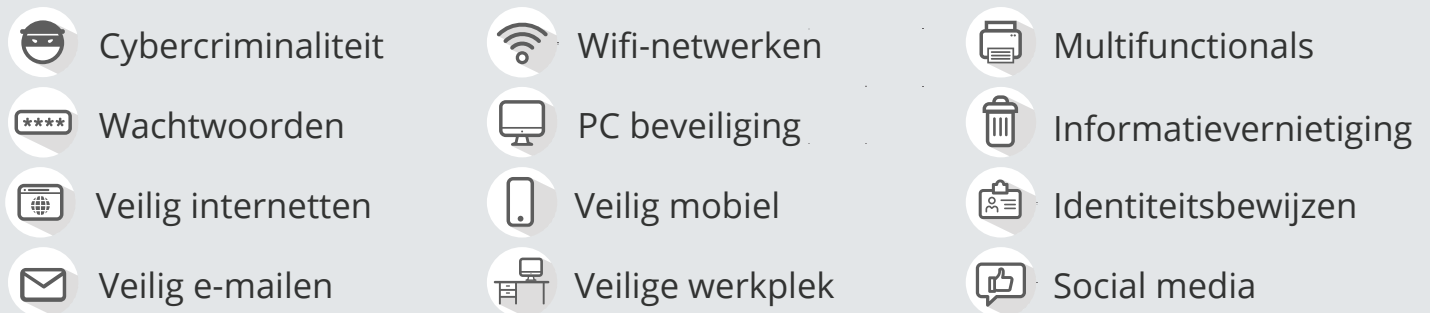 Cybercriminaliteit
Wachtwoorden
Veilig internetten
Veilig e-mailen
Wifi-netwerken
PC beveiliging
Veilig mobiel
Veilige werkplek
Multifunctionals
Informatievernietiging
Identiteitsbewijzen
Social media